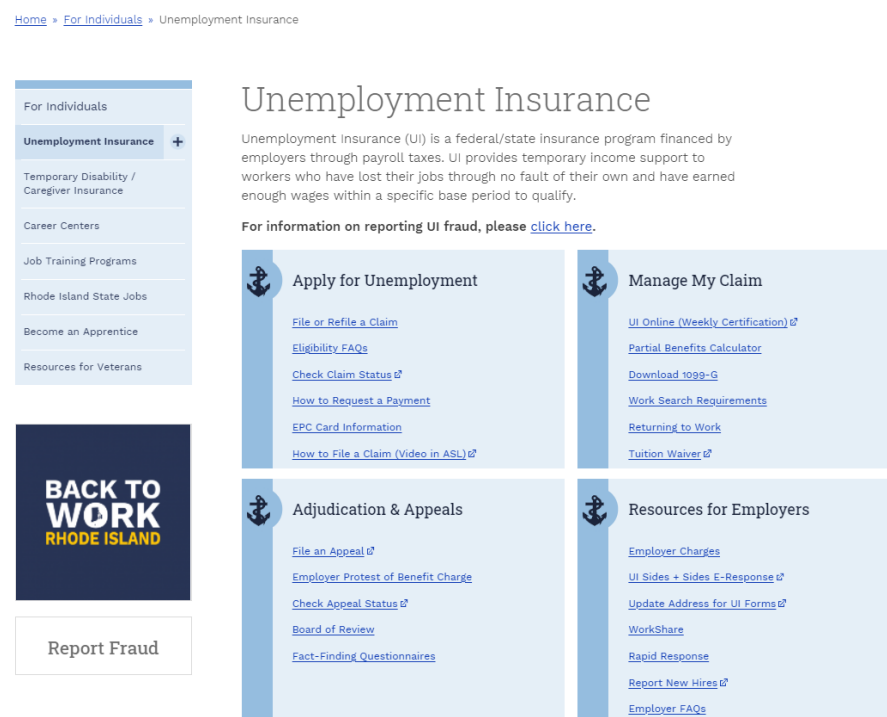 Home » For Individuals » Unemployment Insurance
For Individuals
Unemployment Insurance
Temporary Disability /
Caregiver Insurance
Career Centers
Job Training Programs
Rhode Island State Jobs
Become an Apprentice
Resources for Veterans
BACK TO
WORK
RHODE ISLAND
Report Fraud
Unemployment Insurance
Unemployment Insurance (UI) is a federal/state insurance program financed by
employers through payroll taxes. UI provides temporary income support to
workers who have lost their jobs through no fault of their own and have earned
enough wages within a specific base period to qualify.
For information on reporting UI fraud, please click here.
Apply for Unemployment
File or Refile a Claim
Eligibility FAQs
Check Claim Status
How to Request a Payment
EPC Card Information
How to File a Claim (Video in ASL)
Manage My Claim
UI Online (Weekly Certification)
Partial Benefits Calculator
Download 1099-G
Work Search Requirements
Returning to Work
Tuition Waiver
Adjudication & Appeals
File an Appeal
Employer Protest of Benefit Charge
Check Appeal Status
Board of Review
Fact-Finding Questionnaires
Resources for Employers
Employer Charges
UI Sides + Sides E-Response
Update Address for UI Forms
WorkShare
Rapid Response
Report New Hires
Employer FAQs